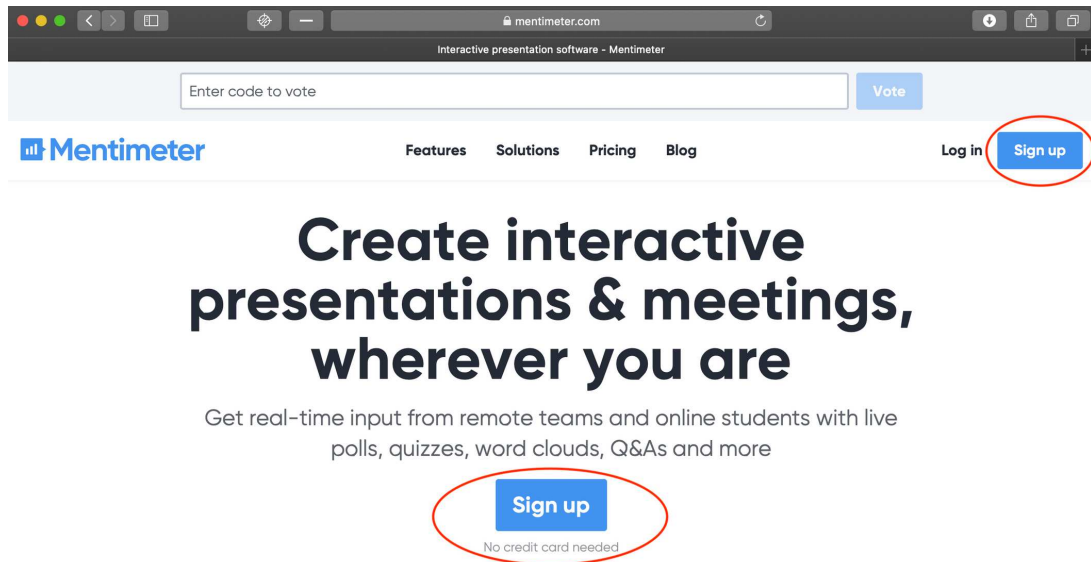 mentimeter.com
Interactive presentation software - Mentimeter
Enter code to vote
Vote
Mentimeter
Features Solutions Pricing Blog
Log in Sign up
Create interactive
presentations & meetings,
wherever you are
Get real-time input from remote teams and online students with live
polls, quizzes, word clouds, Q&As and more
Sign up
No credit card needed